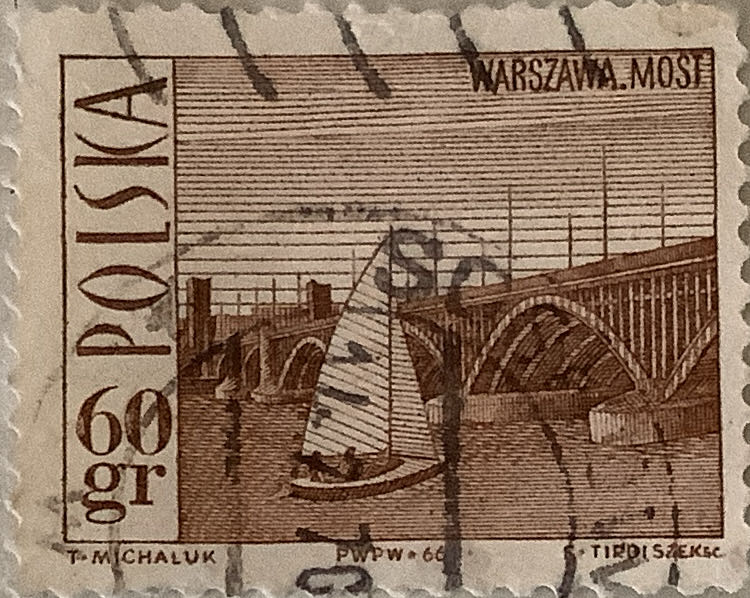 WARSZAWA. MOST
POLSKA
60
gr
T. MICHALUK PWPW • 66